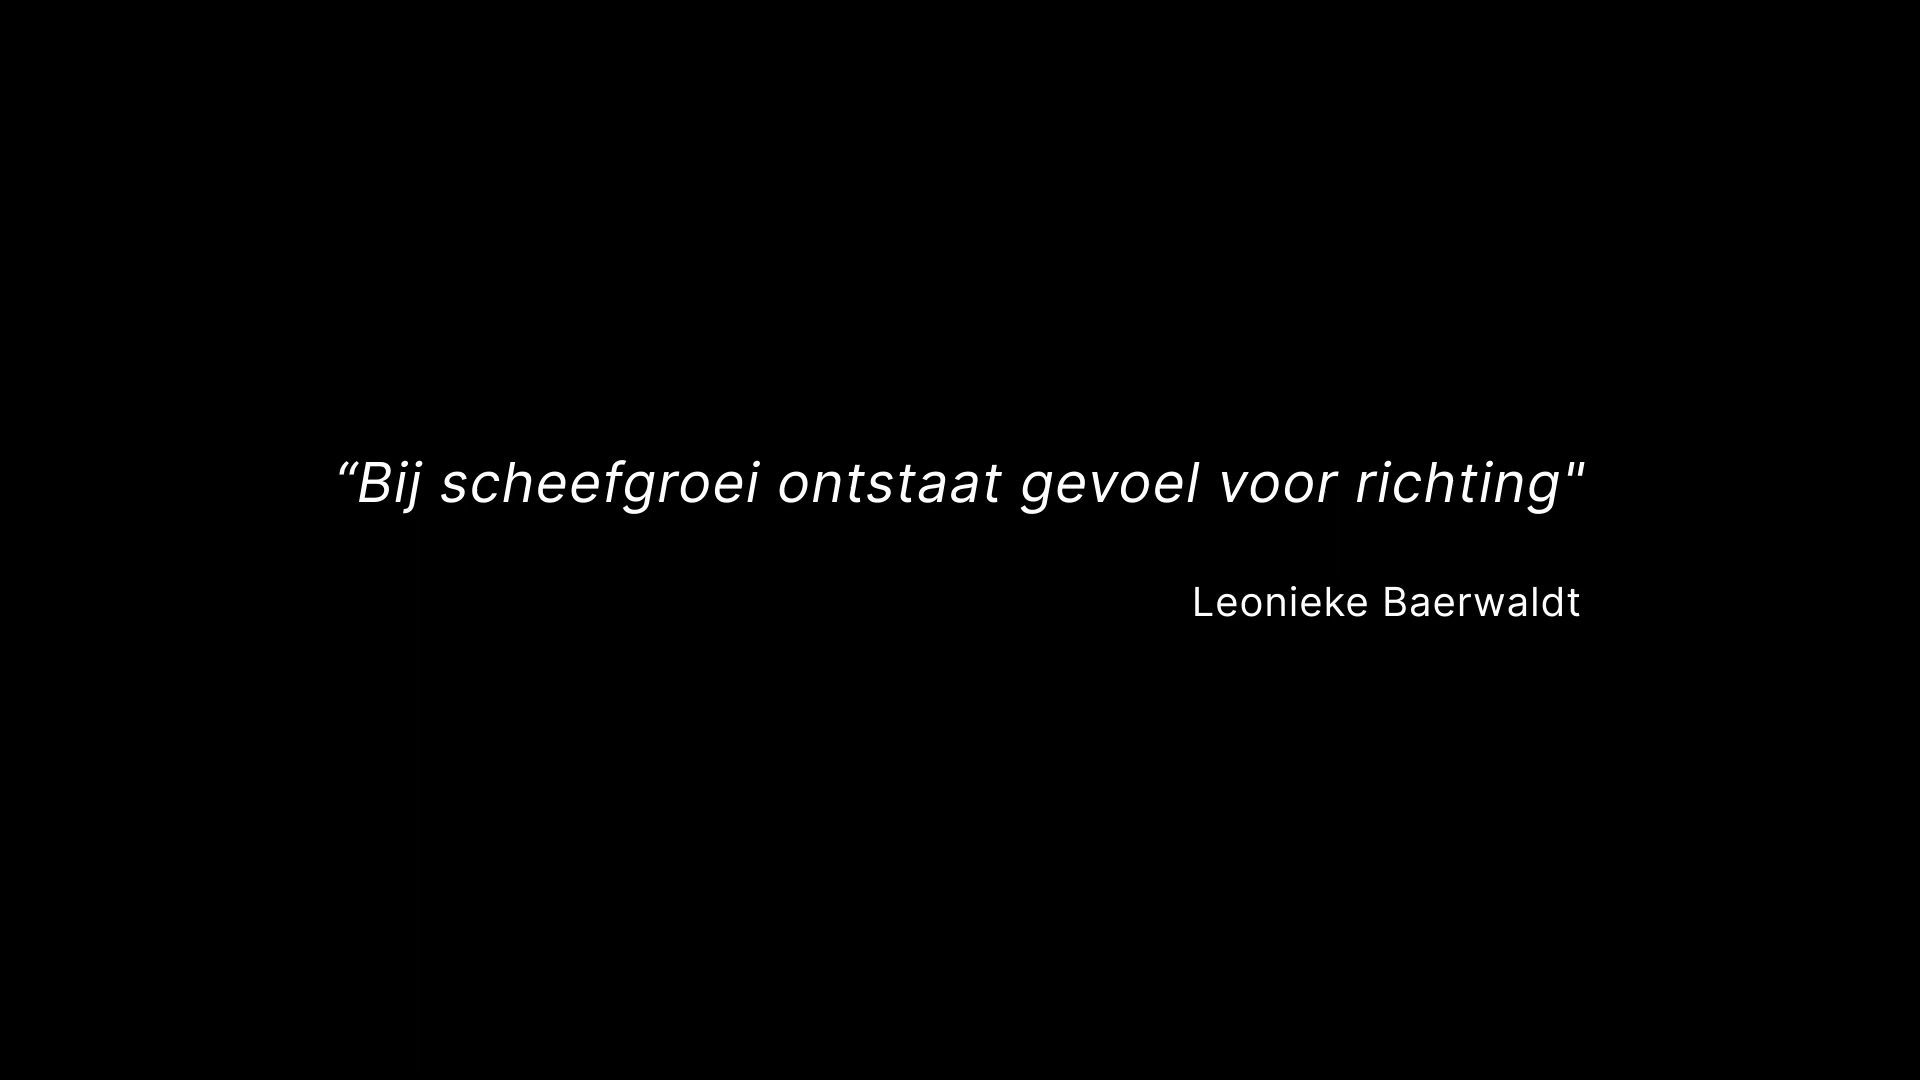 “Bij scheefgroei ontstaat gevoel voor richting"
Leonieke Baerwaldt